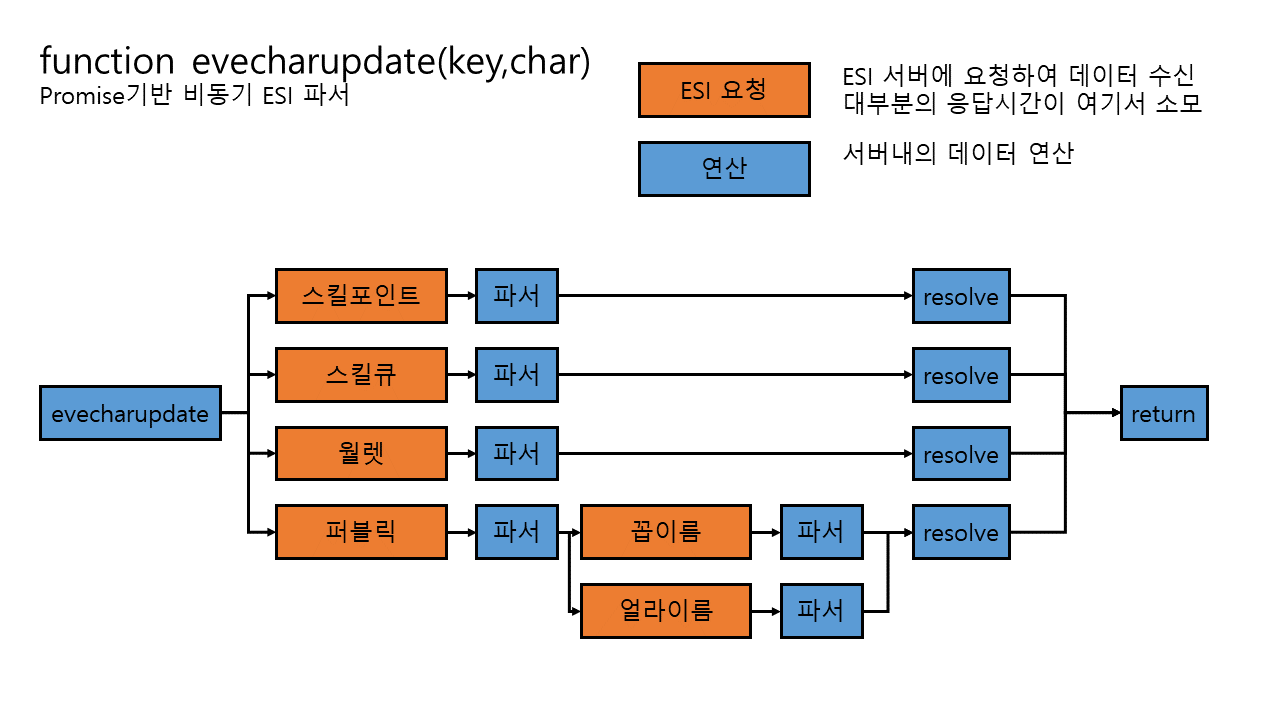 function evecharupdate(key,char)
Promise기반 비동기 ESI 파서
ESI 요청
ESI 서버에 요청하여 데이터 수신
대부분의 응답시간이 여기서 소모
연산
서버내의 데이터 연산
스킬포인트
파서
resolve
스킬큐
파서
resolve
evecharupdate
return
월렛
파서
resolve
퍼블릭
파서
꼽이름
파서
resolve
얼라이름
파서